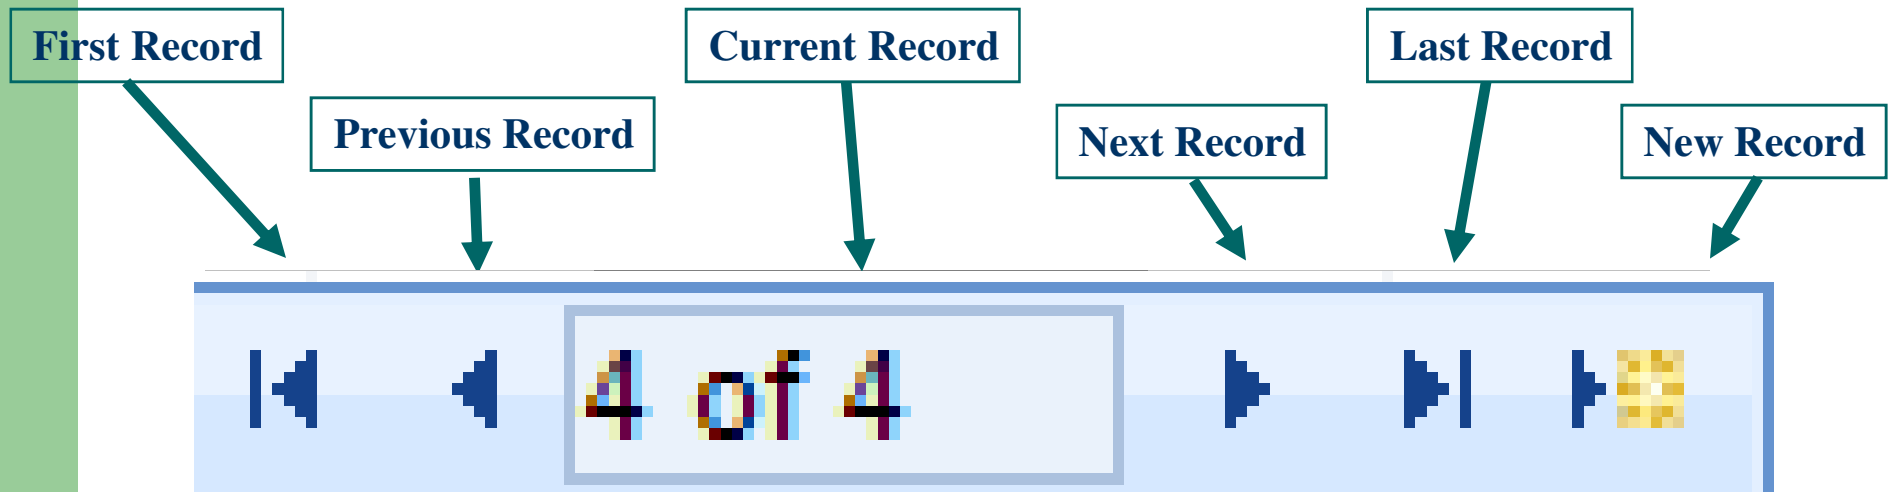 First Record
Current Record
Last Record
Previous Record
Next Record
New Record
4 of 4